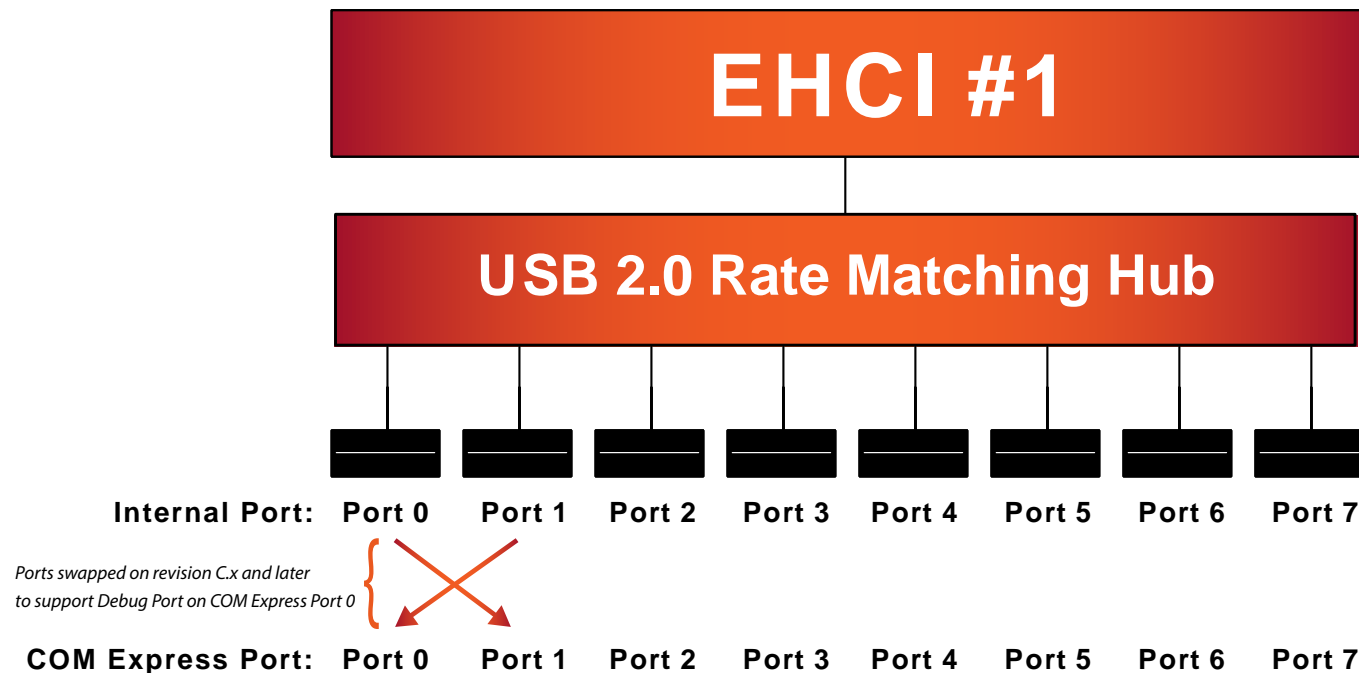 EHCI #1
USB 2.0 Rate Matching Hub
Internal Port: Port 0 Port 1 Port 2 Port 3 Port 4 Port 5 Port 6 Port 7
Ports swapped on revision C.x and later
to support Debug Port on COM Express Port 0
COM Express Port: Port 0 Port 1 Port 2 Port 3 Port 4 Port 5 Port 6 Port 7